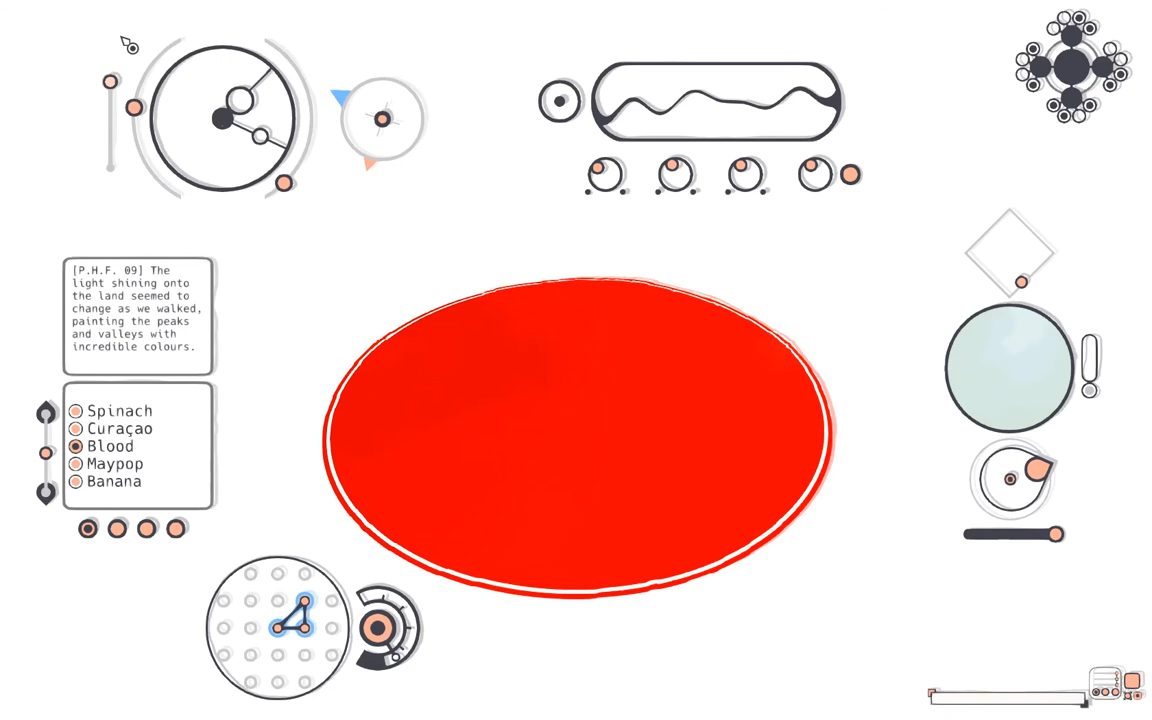 [P.H.F. 09] The
light shining onto
the land seemed to
change as we walked,
painting the peaks
and valleys with
incredible colours.
Spinach
Curaçao
Blood
Maypop
Banana